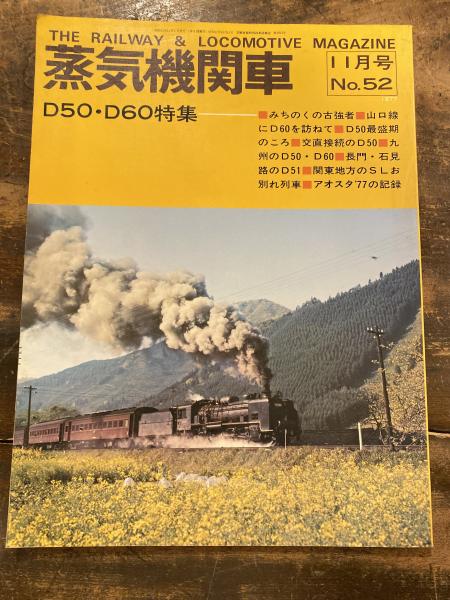 THE RAILWAY & LOCOMOTIVE MAGAZINE
蒸気機関車
11月号
No.52
1977
D50・D60特集
■みちのくの古強者■山口線
にD60を訪ねて■D50最盛期
のころ■交直接続のD50■九
州のD50・D60■長門・石見
路のD51■関東地方のSLお
別れ列車■アオスタ'77の記録